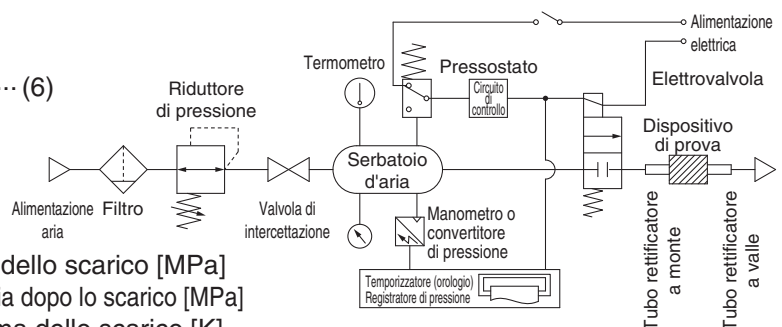 ··· (6)
Alimentazione
elettrica
Termometro
Pressostato
Elettrovalvola
Riduttore
di pressione
Circuito
di
controllo
Dispositivo
di prova
Serbatoio
d'aria
Alimentazione
aria
Filtro
Valvola di
intercettazione
Manometro o
convertitore
di pressione
Temporizzatore (orologio)
Registratore di pressione
Tubo rettificatore
a monte
Tubo rettificatore
a valle
dello scarico [MPa]
ia dopo lo scarico [MPa]
dello scarico [K]